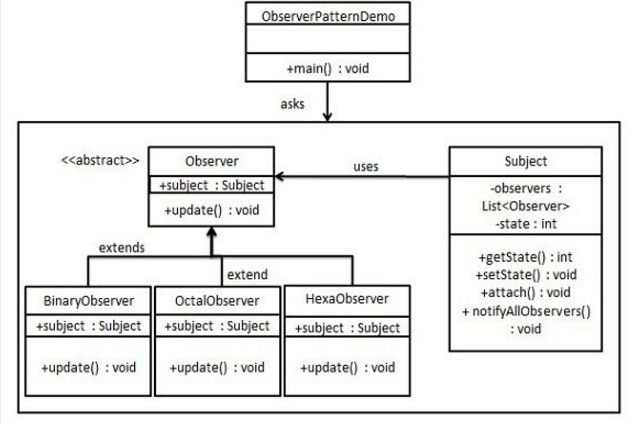 ObserverPatternDemo
+main() : void
asks
<<abstract>>
Observer
+subject : Subject
+update() : void
uses
Subject
-observers :
List<Observer>
-state : int
+getState() : int
+setState() : void
+attach() : void
+ notifyAllObservers()
: void
extends
extend
BinaryObserver
+subject : Subject
+update() : void
OctalObserver
+subject : Subject
+update() : void
HexaObserver
+subject : Subject
+update() : void